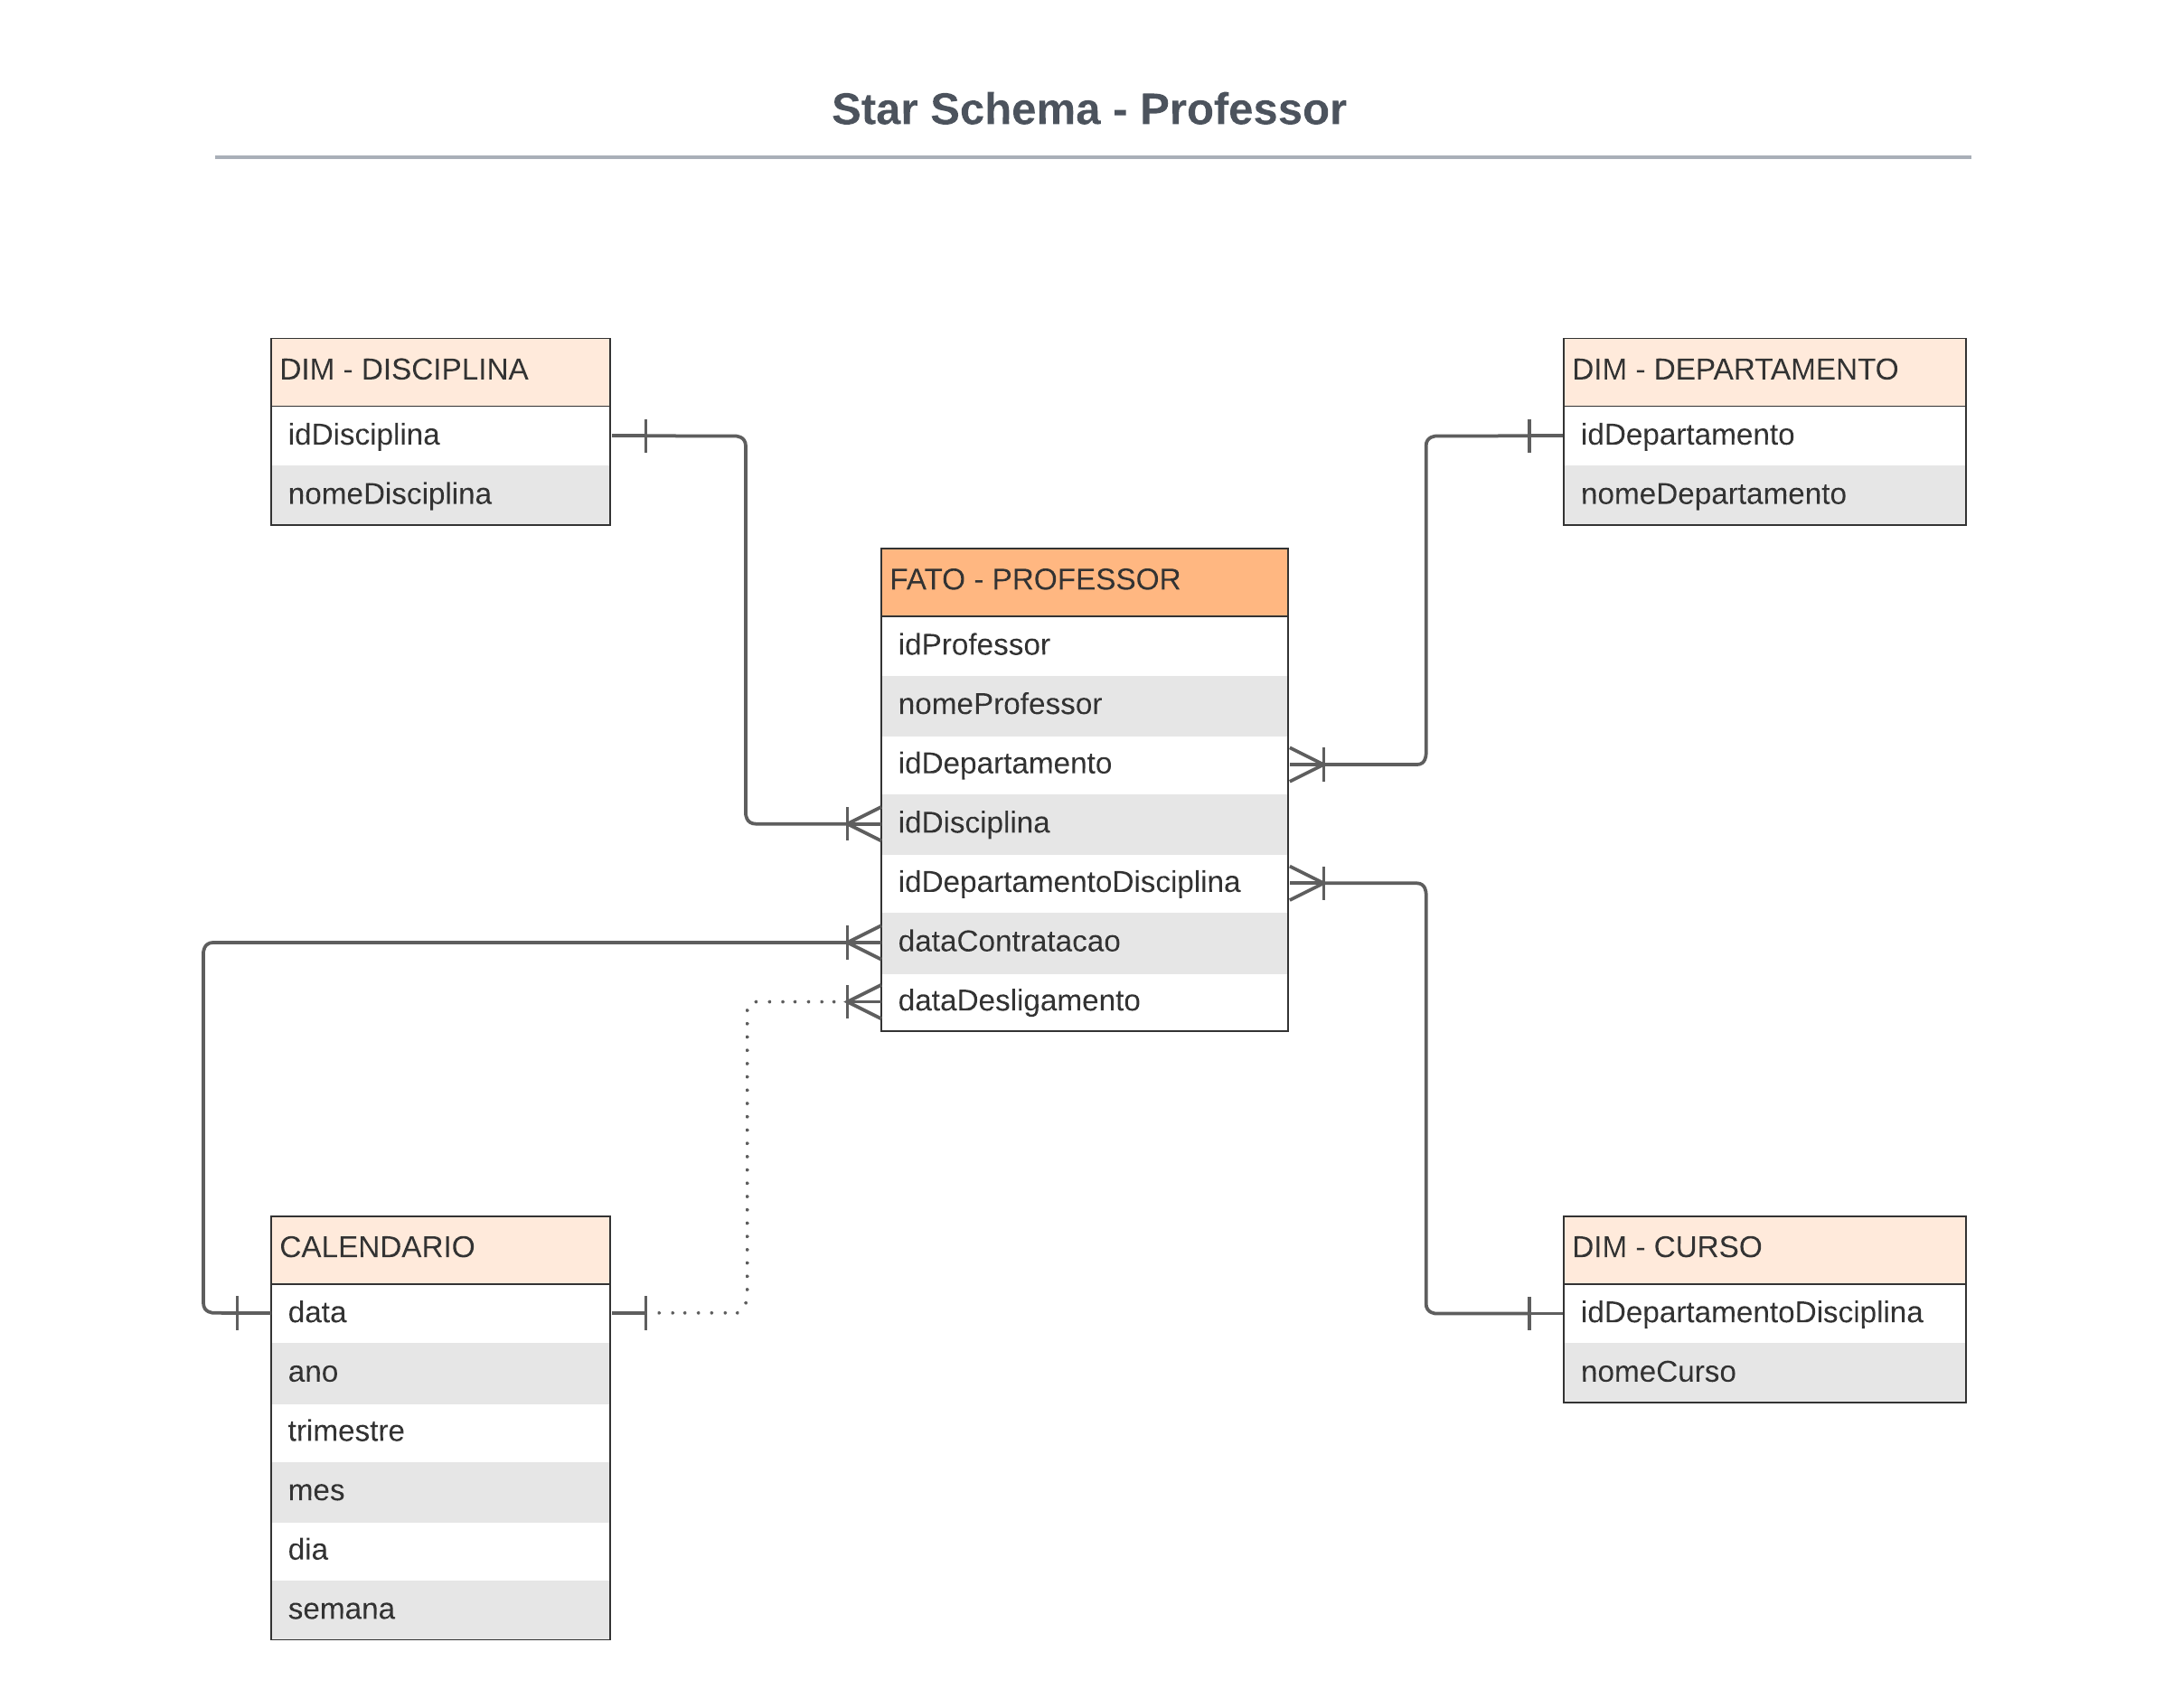 Star Schema - Professor
DIM - DISCIPLINA
idDisciplina
nomeDisciplina
DIM - DEPARTAMENTO
idDepartamento
nomeDepartamento
FATO - PROFESSOR
idProfessor
nomeProfessor
idDepartamento
idDisciplina
idDepartamentoDisciplina
dataContratacao
dataDesligamento
CALENDARIO
data
ano
trimestre
mes
dia
semana
DIM - CURSO
idDepartamentoDisciplina
nomeCurso